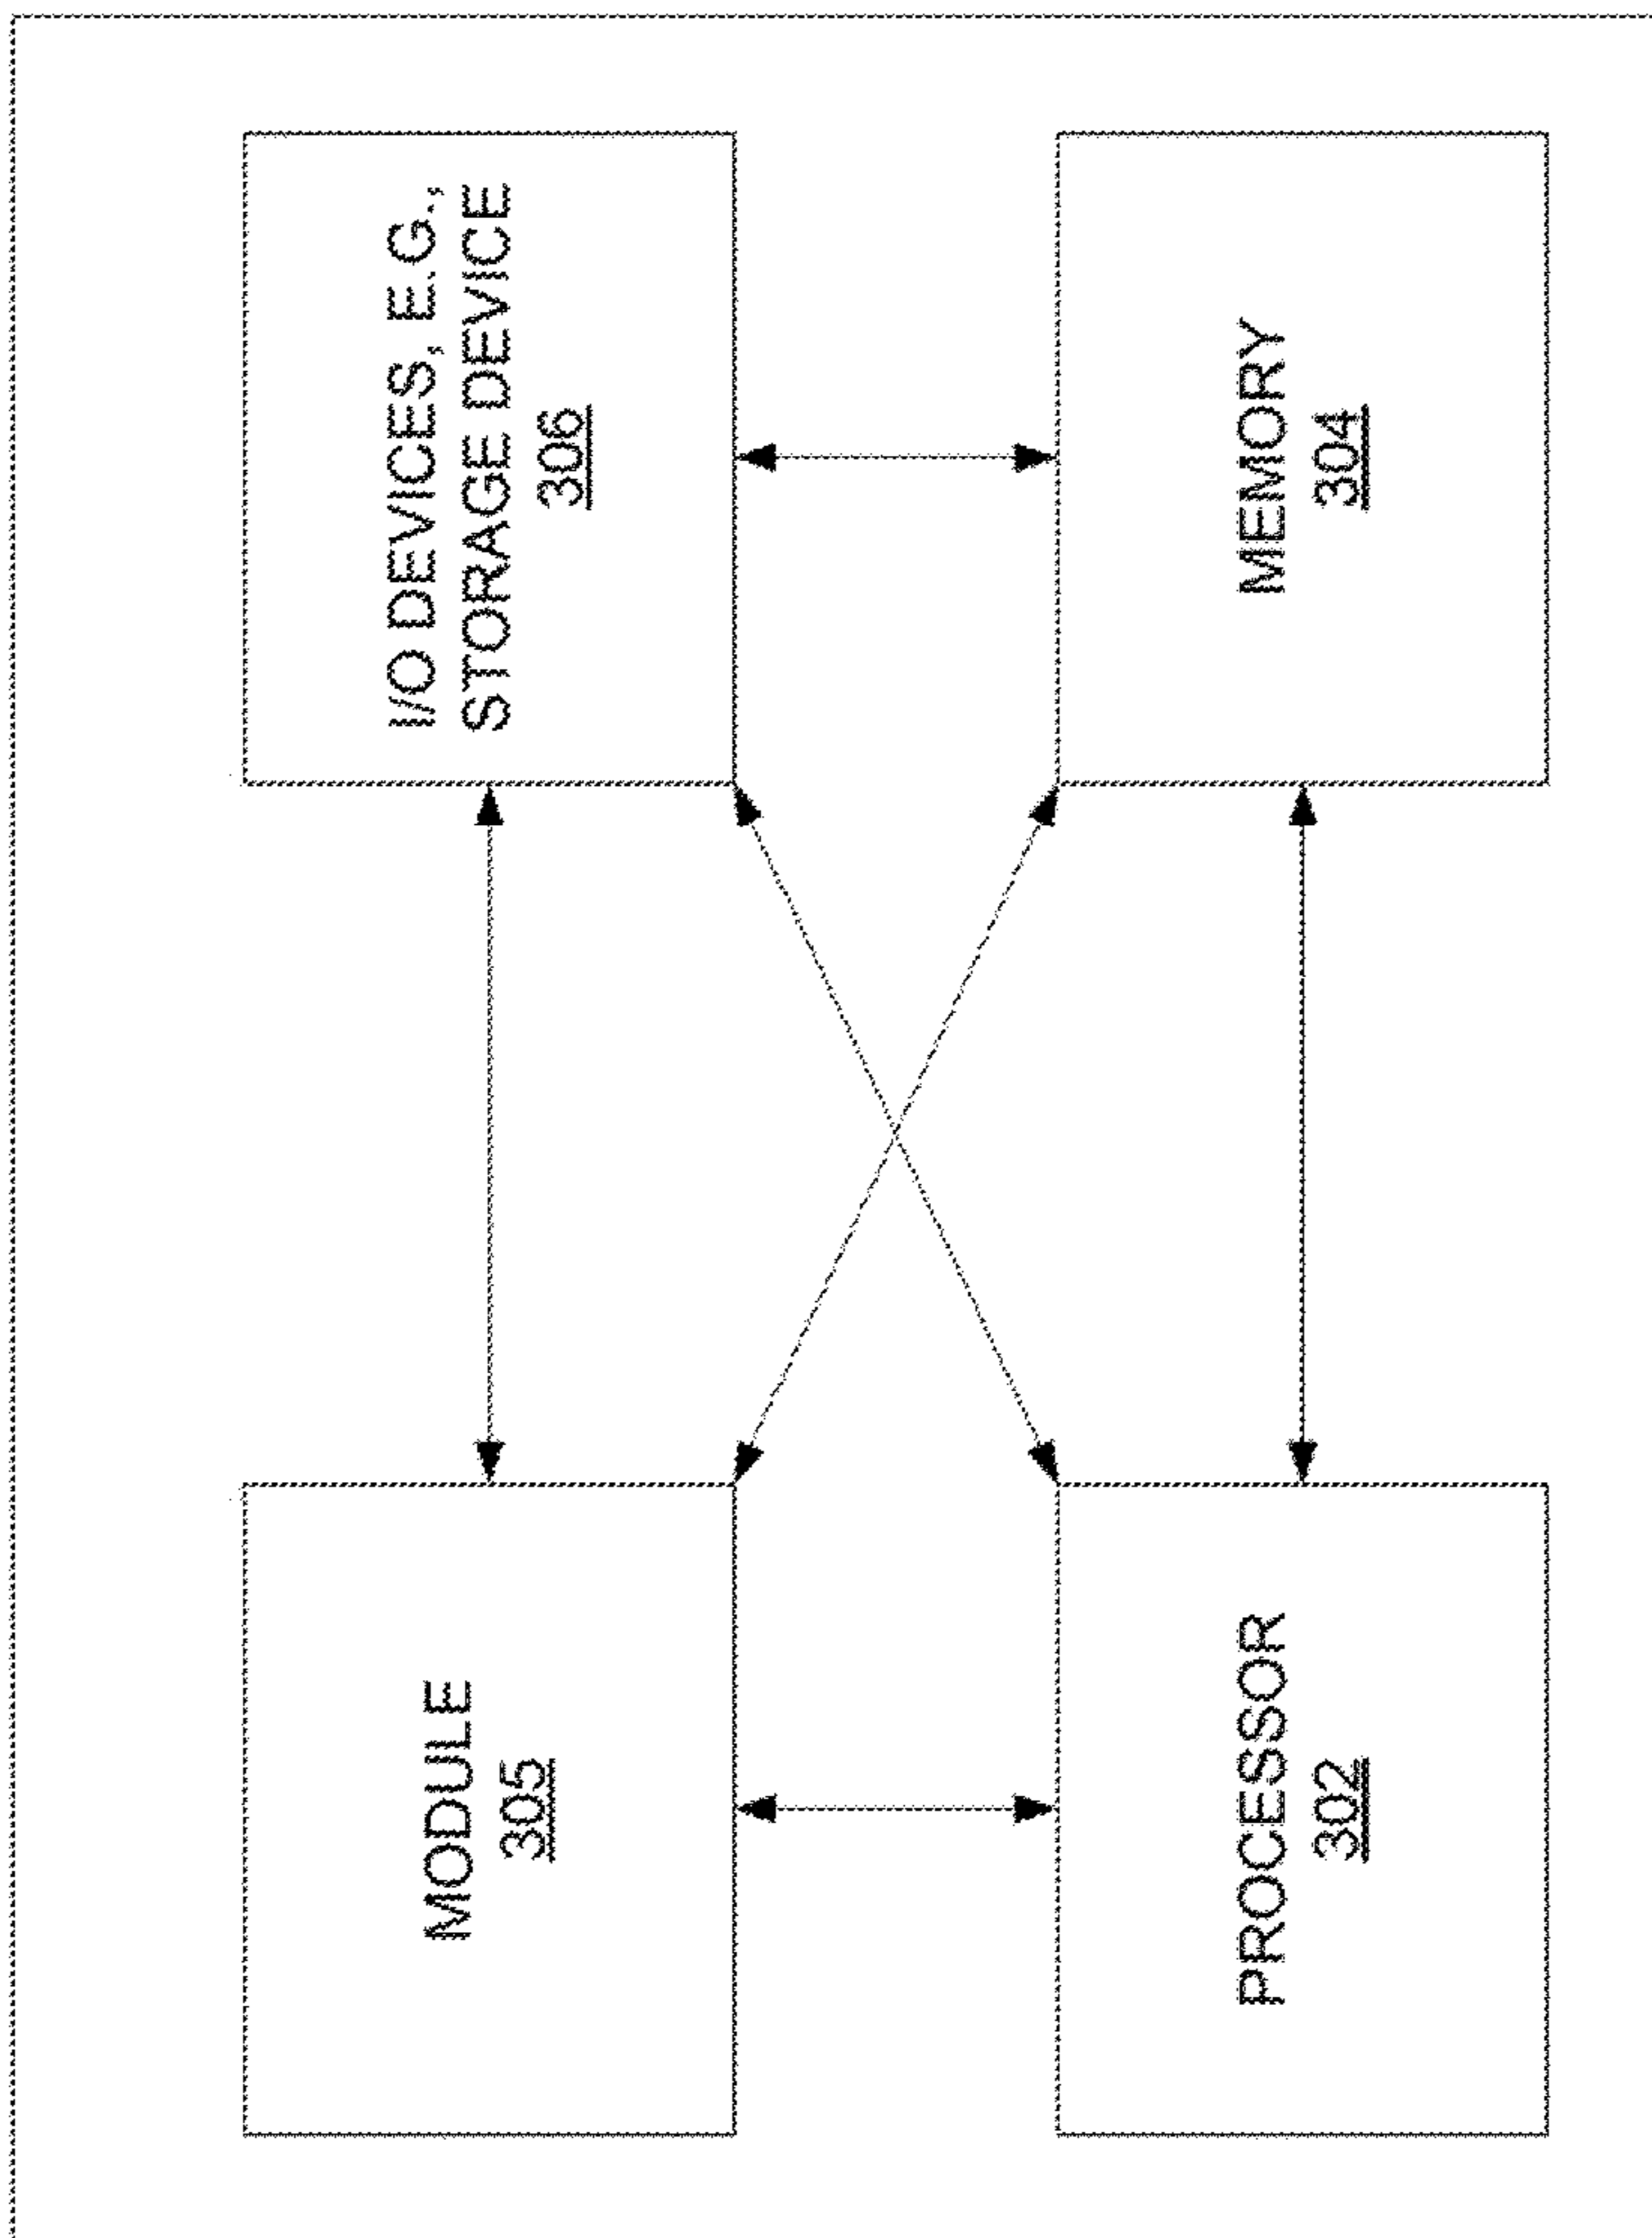 MODULE
305
I/O DEVICES, E.G.,
STORAGE DEVICE
306
PROCESSOR
302
MEMORY
304